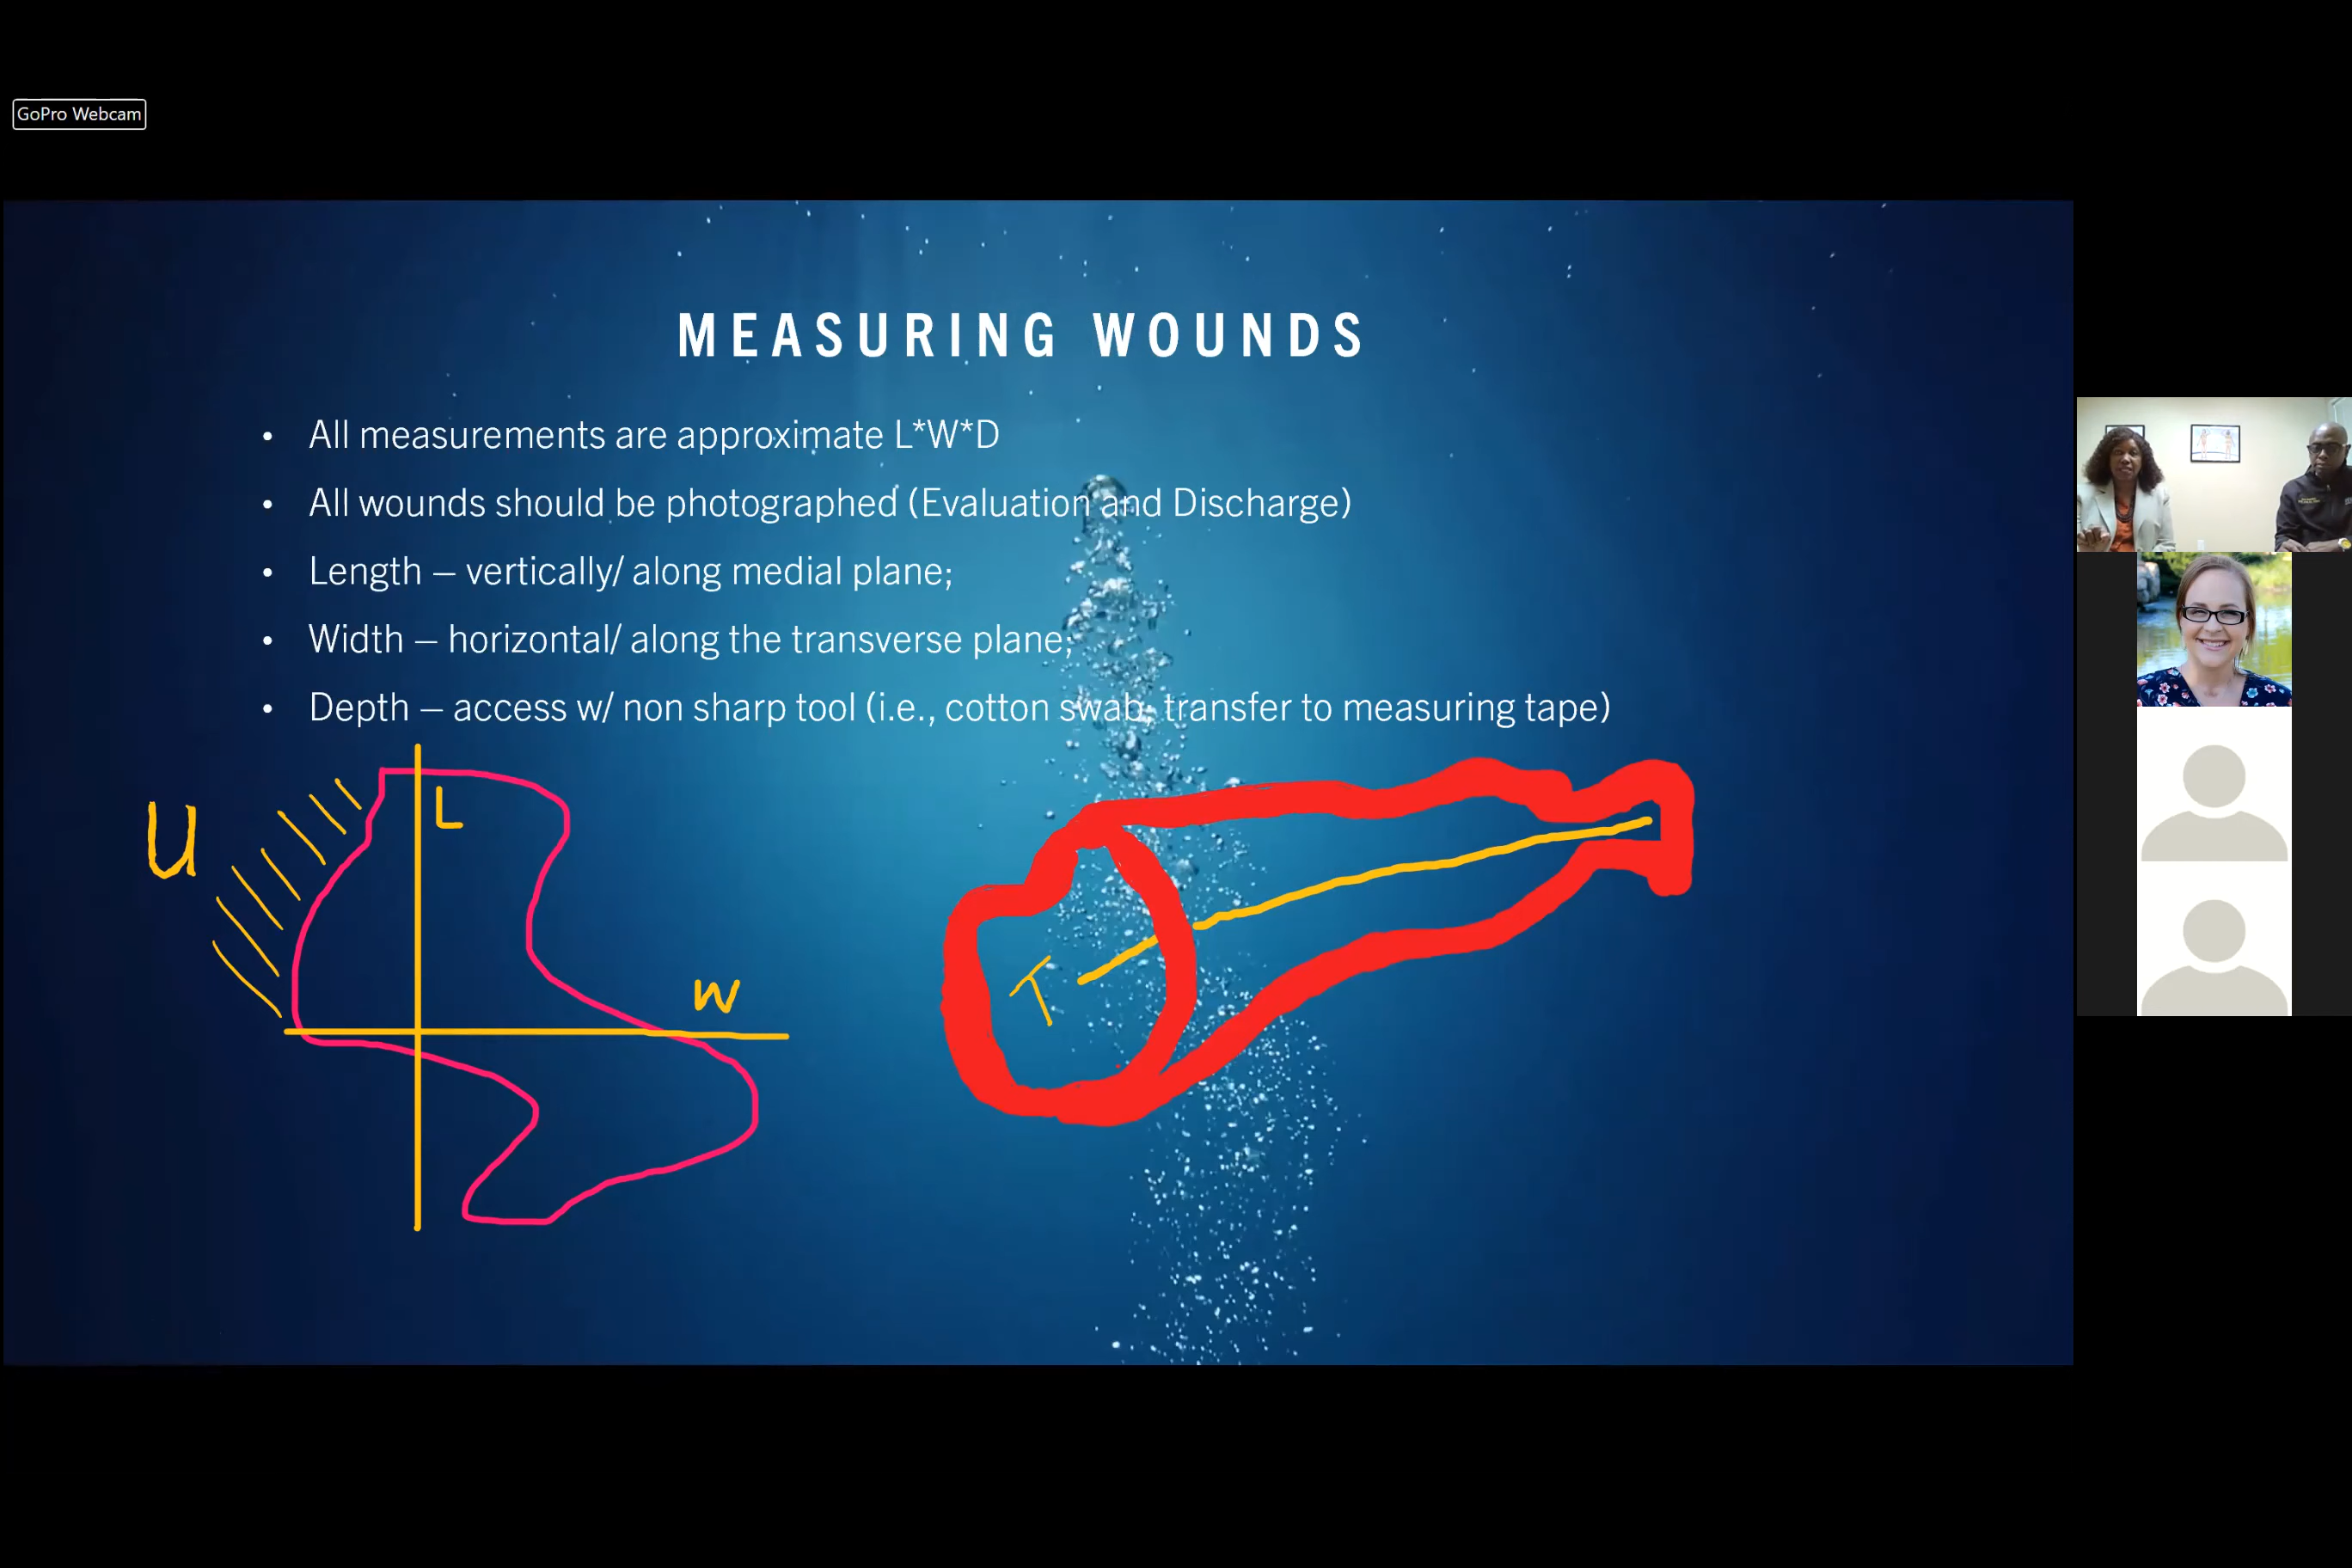 GoPro Webcam
MEASURING WOUNDS
• All measurements are approximate L*W*D
• All wounds should be photographed (Evaluation and Discharge)
• Length – vertically/ along medial plane;
• Width – horizontal/ along the transverse plane;
• Depth – access w/ non sharp tool (i.e., cotton swab; transfer to measuring tape)
U
L
W
T